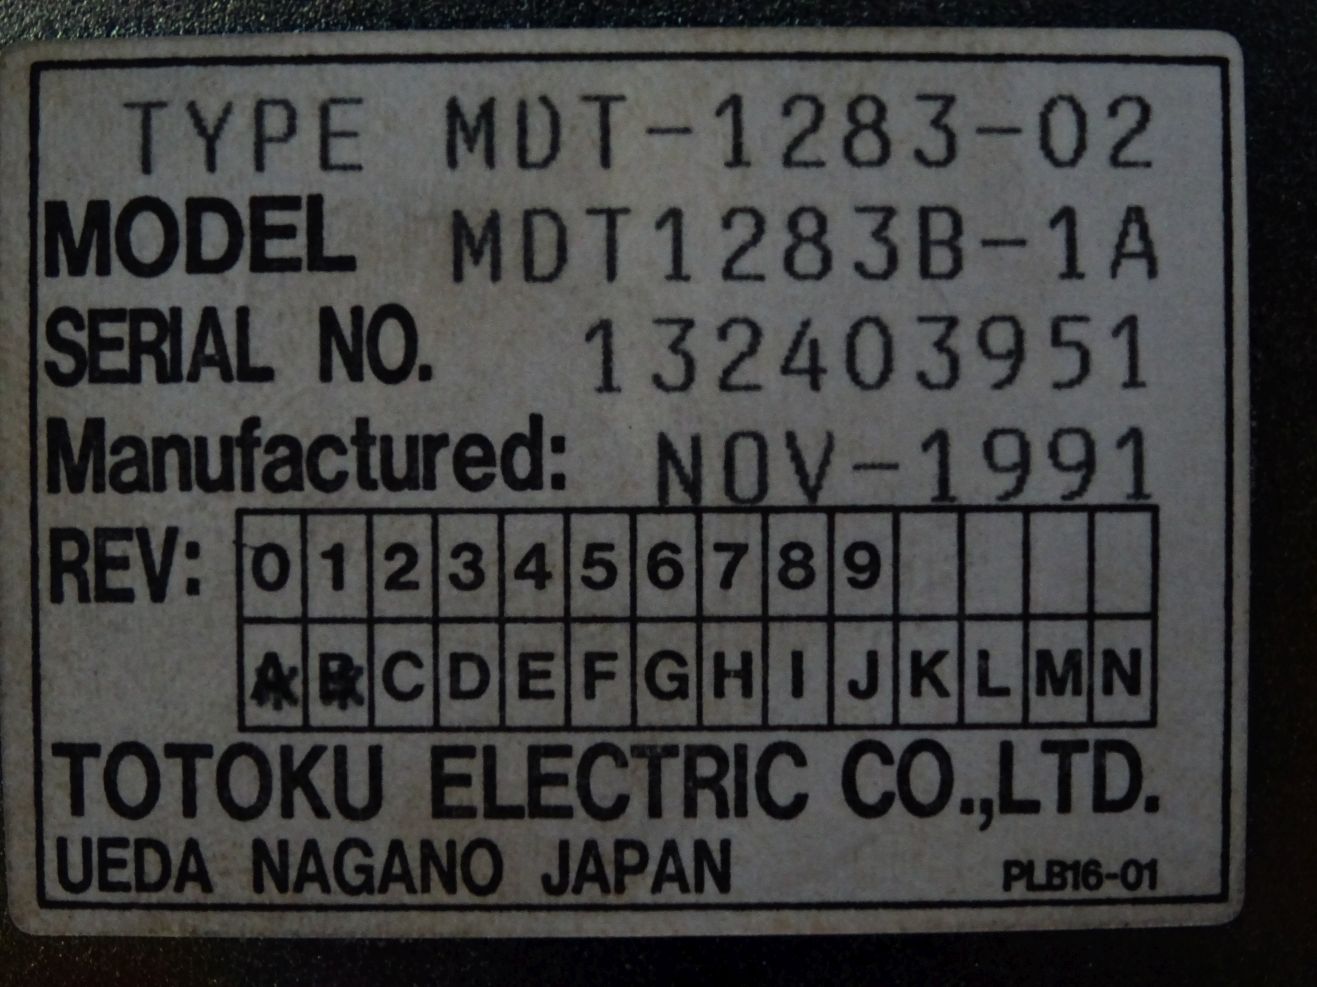 TYPE MDT-1283-02
MODEL MDT1283B-1A
SERIAL NO. 132403951
Manufactured: NOV-1991
REV: 0 1 2 3 4 5 6 7 8 9
A B C D E F G H I J K L M N
TOTOKU ELECTRIC CO.,LTD.
UEDA NAGANO JAPAN PLB16-01